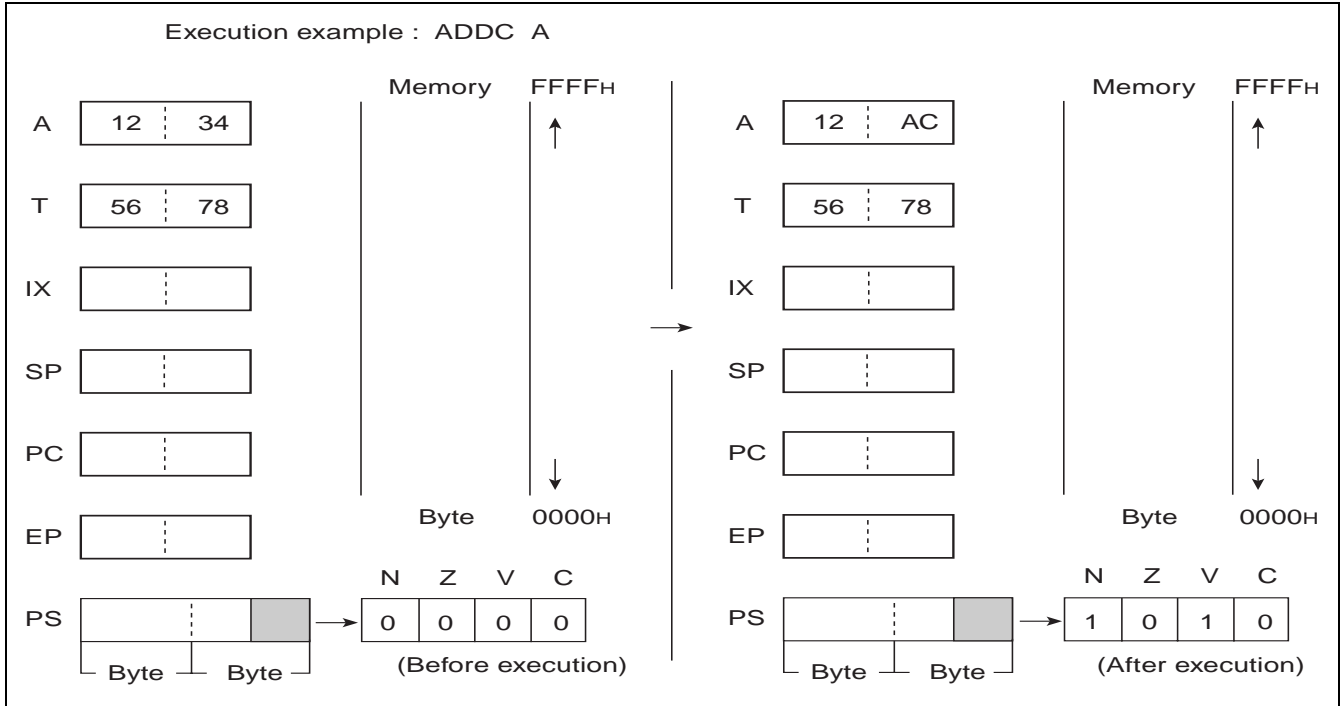 Execution example : ADDC A
Memory FFFFH
A 12 34
T 56 78
IX
SP
PC
EP
Byte 0000H
N Z V C
PS 0 0 0 0
Byte Byte
(Before execution)
Memory FFFFH
A 12 AC
T 56 78
IX
SP
PC
EP
Byte 0000H
N Z V C
PS 1 0 1 0
Byte Byte
(After execution)